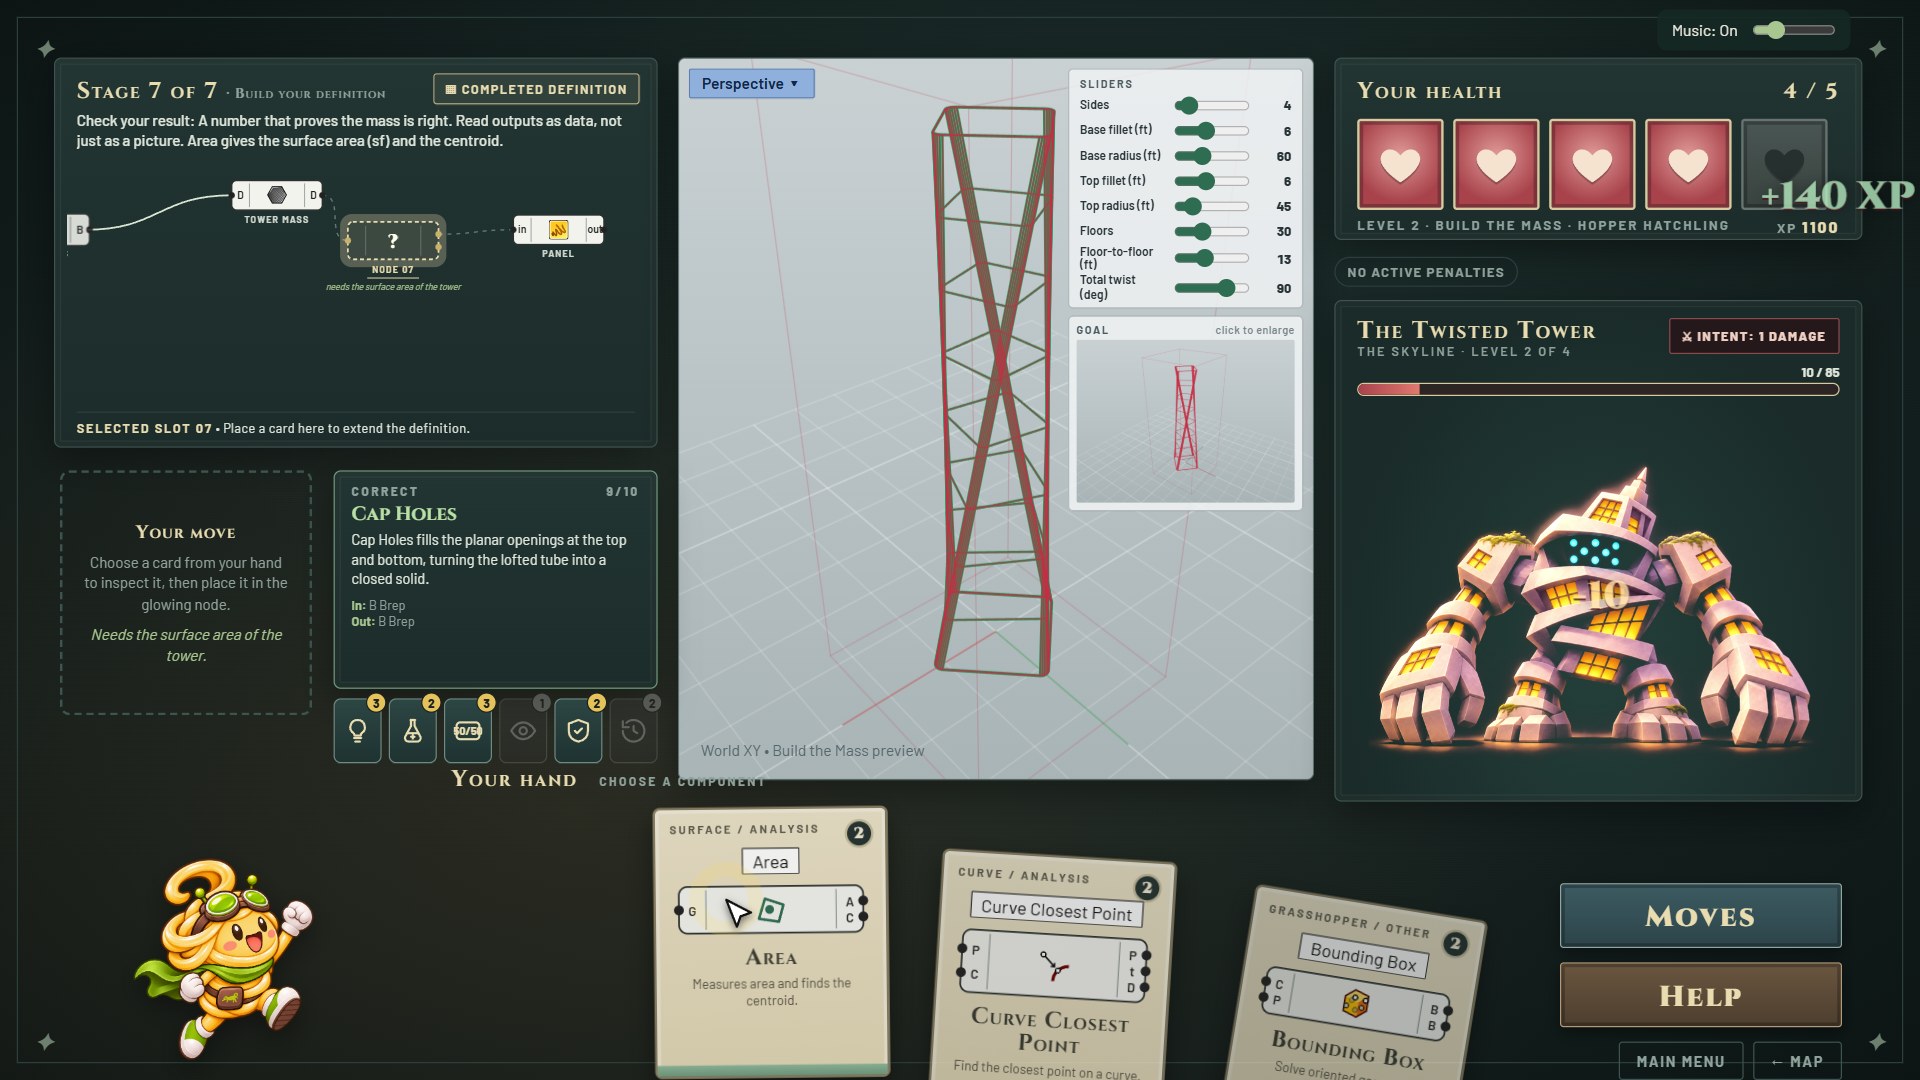 Music: On
STAGE 7 OF 7 · BUILD YOUR DEFINITION
COMPLETED DEFINITION
Check your result: A number that proves the mass is right. Read outputs as data, not
just as a picture. Area gives the surface area (sf) and the centroid.
B
D D
TOWER MASS
?
NODE 07
needs the surface area of the tower
in out
PANEL
SELECTED SLOT 07 • Place a card here to extend the definition.
YOUR MOVE
Choose a card from your hand
to inspect it, then place it in the
glowing node.
Needs the surface area of the
tower.
CORRECT 9/10
CAP HOLES
Cap Holes fills the planar openings at the top
and bottom, turning the lofted tube into a
closed solid.
In: B Brep
Out: B Brep
3 2 3 1 2 2
50/50
YOUR HAND CHOOSE A COMPONENT
Perspective
SLIDERS
Sides 4
Base fillet (ft) 6
Base radius (ft) 60
Top fillet (ft) 6
Top radius (ft) 45
Floors 30
Floor-to-floor
(ft) 13
Total twist
(deg) 90
GOAL click to enlarge
World XY • Build the Mass preview
YOUR HEALTH 4 / 5
+140 XP
LEVEL 2 · BUILD THE MASS · HOPPER HATCHLING XP 1100
NO ACTIVE PENALTIES
THE TWISTED TOWER
THE SKYLINE · LEVEL 2 OF 4
INTENT: 1 DAMAGE
10 / 85
-10
SURFACE / ANALYSIS 2
Area
G A
C
AREA
Measures area and finds the
centroid.
CURVE / ANALYSIS 2
Curve Closest Point
P P
C t
D
CURVE CLOSEST
POINT
Find the closest point on a curve.
GRASSHOPPER / OTHER 2
Bounding Box
C B
P B
BOUNDING BOX
Solve oriented
MOVES
HELP
MAIN MENU
← MAP